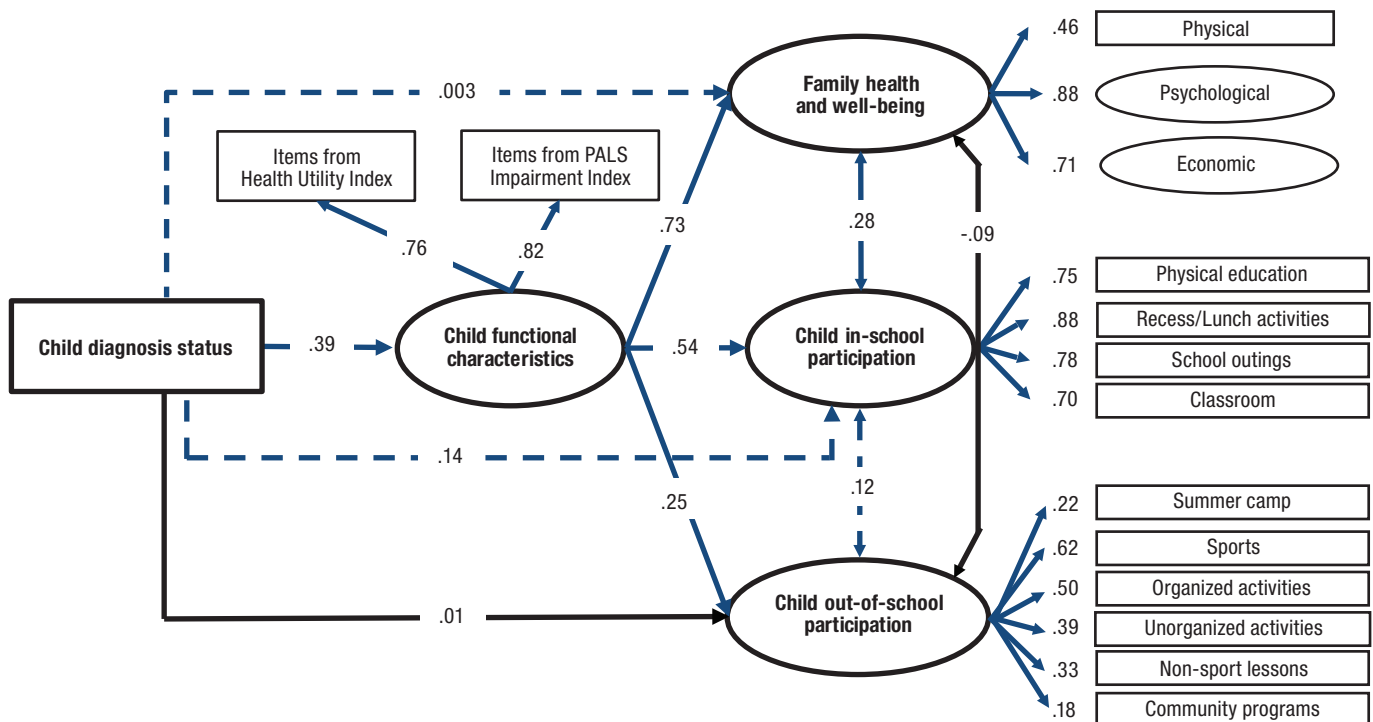 .46
Physical
Family health
and well-being
.003
.88
Psychological
Items from
Health Utility Index
Items from PALS
Impairment Index
.71
Economic
.73
.28
-.09
.76
.82
.75
Physical education
Child diagnosis status
.39
Child functional
characteristics
.54
Child in-school
participation
.88
Recess/Lunch activities
.78
School outings
.70
Classroom
.14
.12
.25
.22
Summer camp
.62
Sports
.50
Organized activities
.01
Child out-of-school
participation
.39
Unorganized activities
.33
Non-sport lessons
.18
Community programs